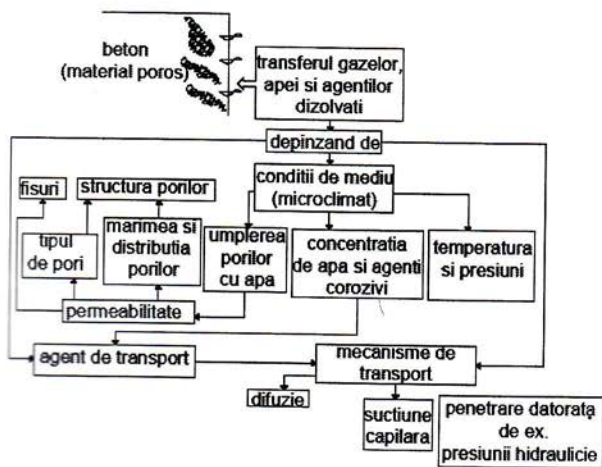 beton
(material poros)
transferul gazelor,
apei si agentilor
dizolvati
depinzand de
conditii de mediu
(microclimat)
fisuri
structura porilor
tipul
de pori
marimea si
distributia
porilor
umplerea
porilor
cu apa
concentratia
de apa si agenti
corozivi
temperatura
si presiuni
permeabilitate
agent de transport
mecanisme de
transport
difuzie
suctiune
capilara
penetrare datorata
de ex.
presiunii hidraulicie